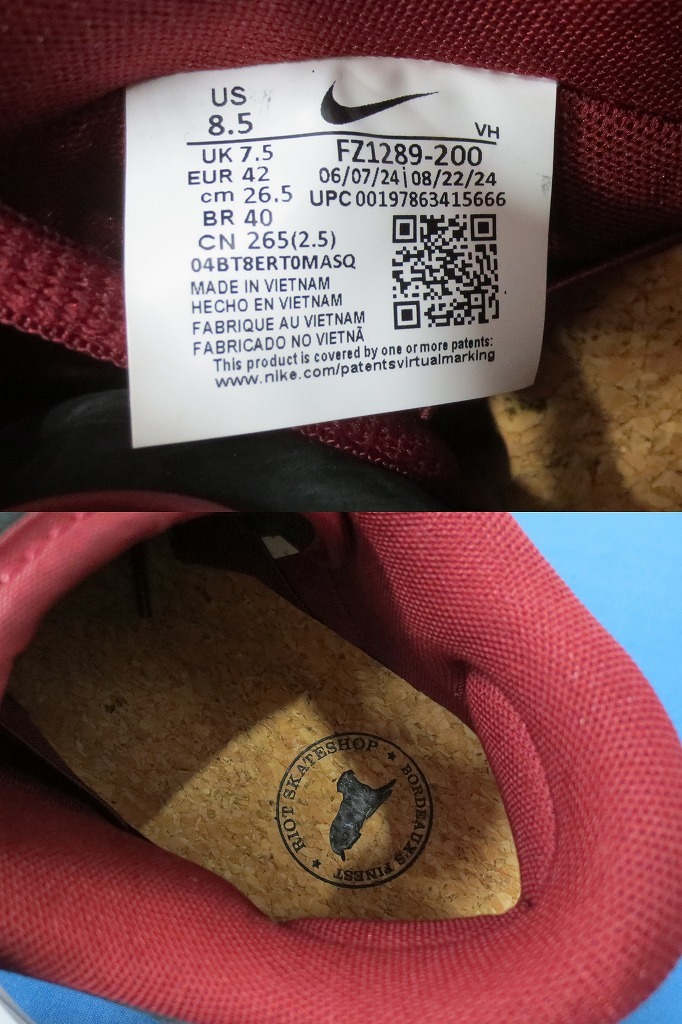 US
8.5
VH
UK 7.5
FZ1289-200
EUR 42
06/07/24 | 08/22/24
cm 26.5
UPC 00197863415666
BR 40
CN 265(2.5)
04BT8ERT0MASQ
MADE IN VIETNAM
HECHO EN VIETNAM
FABRIQUE AU VIETNAM
FABRICADO NO VIETNÃ
This product is covered by one or more patents:
www.nike.com/patentsvirtualmarking
RIOT SKATESHOP
BORDEAUX'S FINEST